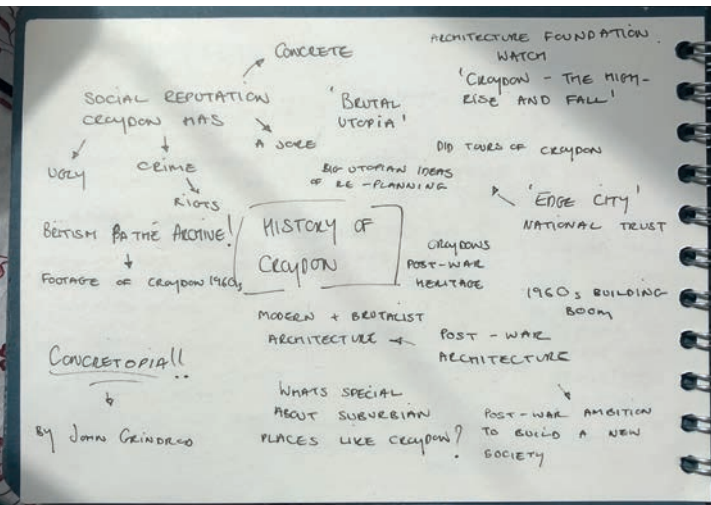 ARCHITECTURE FOUNDATION.
WATCH
'CROYDON - THE HIGH-
RISE AND FALL'
CONCRETE
SOCIAL REPUTATION
CROYDON HAS
'BRUTAL
UTOPIA'
A JOKE
UGLY
CRIME
RIOTS
DID TOURS OF CROYDON
BIG UTOPIAN IDEAS
OF RE-PLANNING
'EDGE CITY'
NATIONAL TRUST
BRITISH PATHÉ ARCHIVE!
FOOTAGE OF CROYDON 1960s
HISTORY OF
CROYDON
CROYDONS
POST-WAR
HERITAGE
1960s BUILDING
BOOM
MODERN + BRUTALIST
ARCHITECTURE
POST-WAR
ARCHITECTURE
CONCRETOPIA!!
BY JOHN GRINDROD
WHATS SPECIAL
ABOUT SUBURBIAN
PLACES LIKE CROYDON?
POST-WAR AMBITION
TO BUILD A NEW
SOCIETY